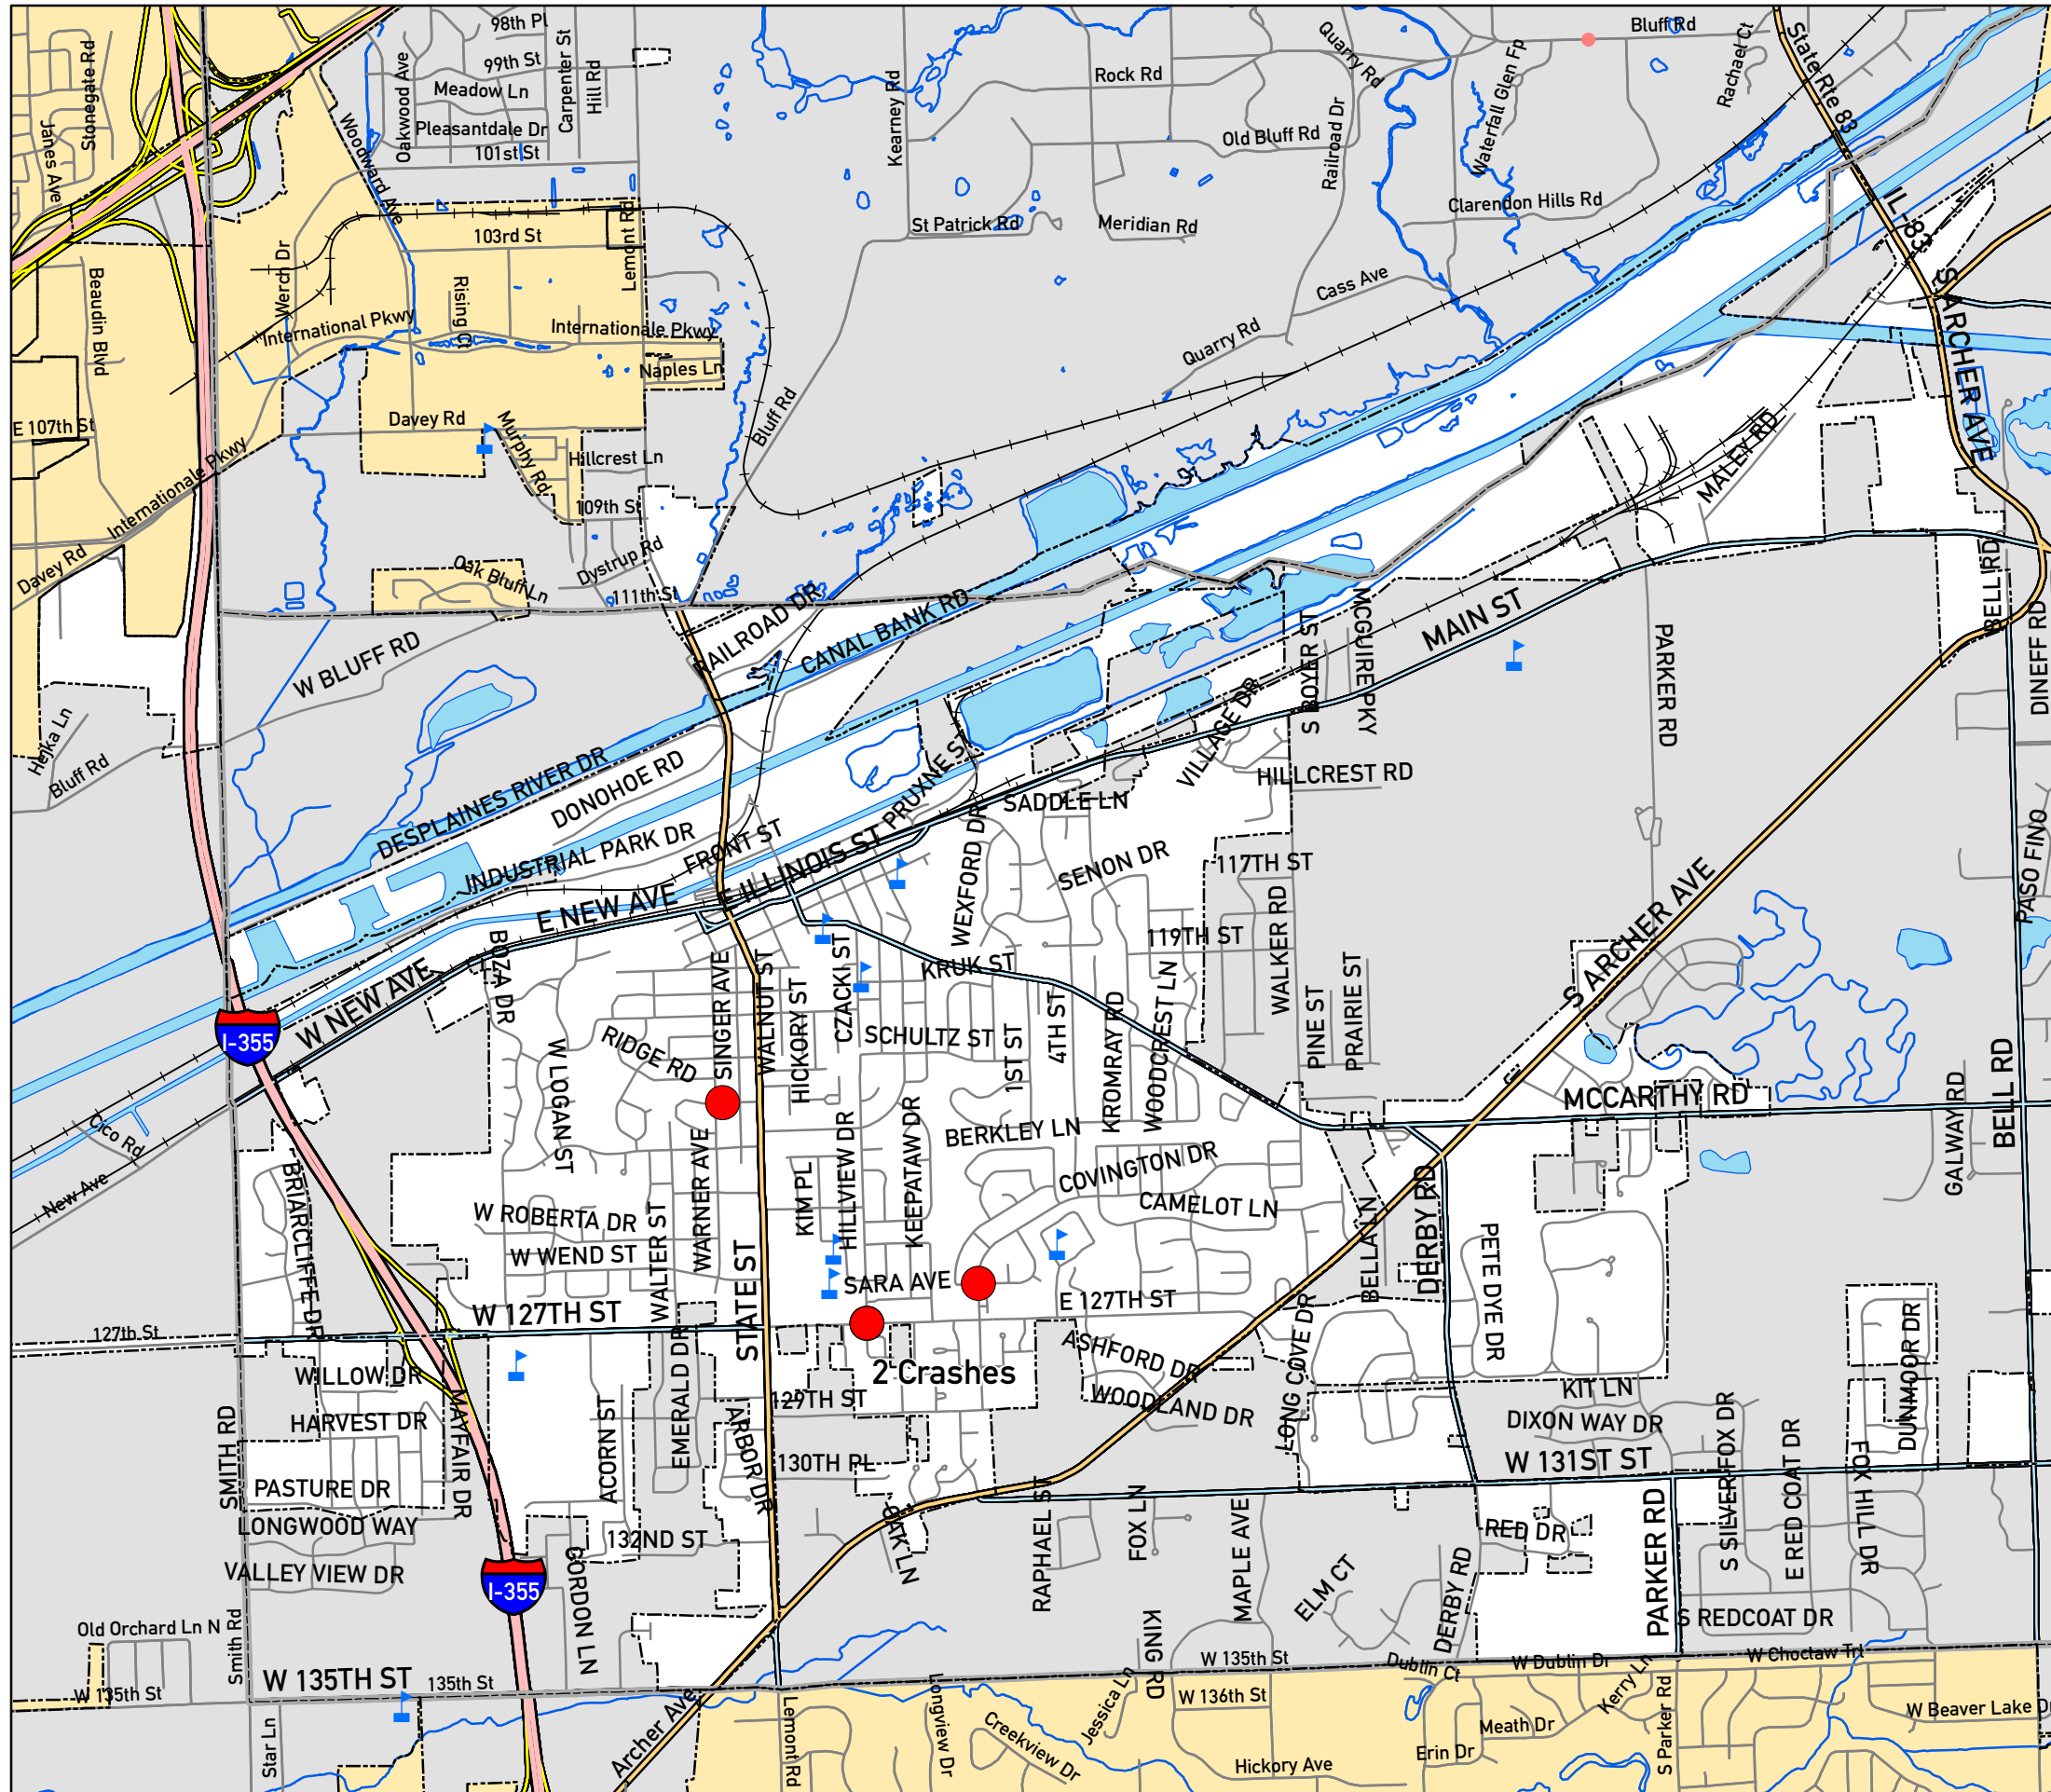 98th Pl
Bluff Rd
Stonegate Rd
99th St
Oakwood Ave
Carpenter St
Hill Rd
Meadow Ln
Kearney Rd
Rock Rd
Quarry Rd
Waterfall Glen Fp
Rachael Ct
State Rte 83
Janes Ave
Woodward Ave
Pleasantdale Dr
101st St
Old Bluff Rd
Railroad Dr
Clarendon Hills Rd
St Patrick Rd
Meridian Rd
IL-83
103rd St
Lemont Rd
Werch Dr
Beaudin Blvd
Rising Ct
Cass Ave
S ARCHER AVE
International Pkwy
Internationale Pkwy
Quarry Rd
Naples Ln
E 107th St
Davey Rd
Murphy Rd
Bluff Rd
Hillcrest Ln
MALEY RD
Internationale Pkwy
109th St
Davey Rd
Oak Bluff Ln
Dystrup Rd
111th St
RAILROAD DR
CANAL BANK RD
MAIN ST
BELL RD
DINEFF RD
S BOYER ST
MCGUIRE PKY
PARKER RD
W BLUFF RD
Hejka Ln
Bluff Rd
VILLAGE DR
HILLCREST RD
DESPLAINES RIVER DR
DONOHOE RD
PRUXNE ST
SADDLE LN
INDUSTRIAL PARK DR
FRONT ST
E ILLINOIS ST
WEXFORD DR
SENON DR
117TH ST
S ARCHER AVE
PASO FINO
E NEW AVE
WALKER RD
119TH ST
W NEW AVE
BOZA DR
SINGER AVE
WALNUT ST
HICKORY ST
CZACKI ST
KRUK ST
WOODCREST LN
PINE ST
PRAIRIE ST
I-355
RIDGE RD
SCHULTZ ST
1ST ST
4TH ST
KROMRAY RD
W LOGAN ST
MCCARTHY RD
GALWAY RD
BELL RD
Cico Rd
New Ave
WARNER AVE
HILLVIEW DR
KEEPATAW DR
BERKLEY LN
COVINGTON DR
CAMELOT LN
BRIARCLIFFE DR
KIM PL
W ROBERTA DR
W WEND ST
WALTER ST
BELLA LN
DERBY RD
PETE DYE DR
STATE ST
SARA AVE
E 127TH ST
127th St
W 127TH ST
LONG COVE DR
DUNMOOR DR
WILLOW DR
EMERALD DR
2 Crashes
ASHFORD DR
129TH ST
WOODLAND DR
KIT LN
SMITH RD
HARVEST DR
MAYFAIR DR
ACORN ST
ARBOR DR
DIXON WAY DR
S SILVER FOX DR
E RED COAT DR
FOX HILL DR
130TH PL
W 131ST ST
PASTURE DR
LONGWOOD WAY
132ND ST
OAK LN
RAPHAEL ST
FOX LN
MAPLE AVE
RED DR
PARKER RD
VALLEY VIEW DR
I-355
GORDON LN
ELM CT
DERBY RD
Old Orchard Ln N
Smith Rd
S REDCOAT DR
KING RD
W 135TH ST
135th St
W 135th St
W 135th St
Dublin Ct
W Dublin Dr
W Choctaw Trl
W 136th St
Jessica Ln
Kerry Ln
S Parker Rd
W Beaver Lake D
Star Ln
Archer Ave
Lemont Rd
Longview Dr
Creekview Dr
Meath Dr
Erin Dr
Hickory Ave